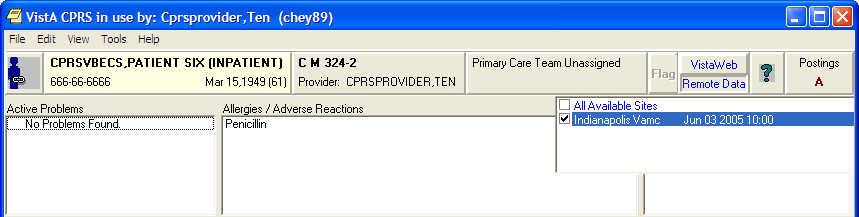 VistA CPRS in use by: Cprsprovider,Ten (chey89)
File Edit View Tools Help
CPRSVBECS,PATIENT SIX (INPATIENT)
666-66-6666 Mar 15,1949 (61)
C M 324-2
Provider: CPRSPROVIDER,TEN
Primary Care Team Unassigned
Flag
VistaWeb
Remote Data
?
Postings
A
Active Problems
No Problems Found.
Allergies / Adverse Reactions
Penicillin
All Available Sites
Indianapolis Vamc Jun 03 2005 10:00